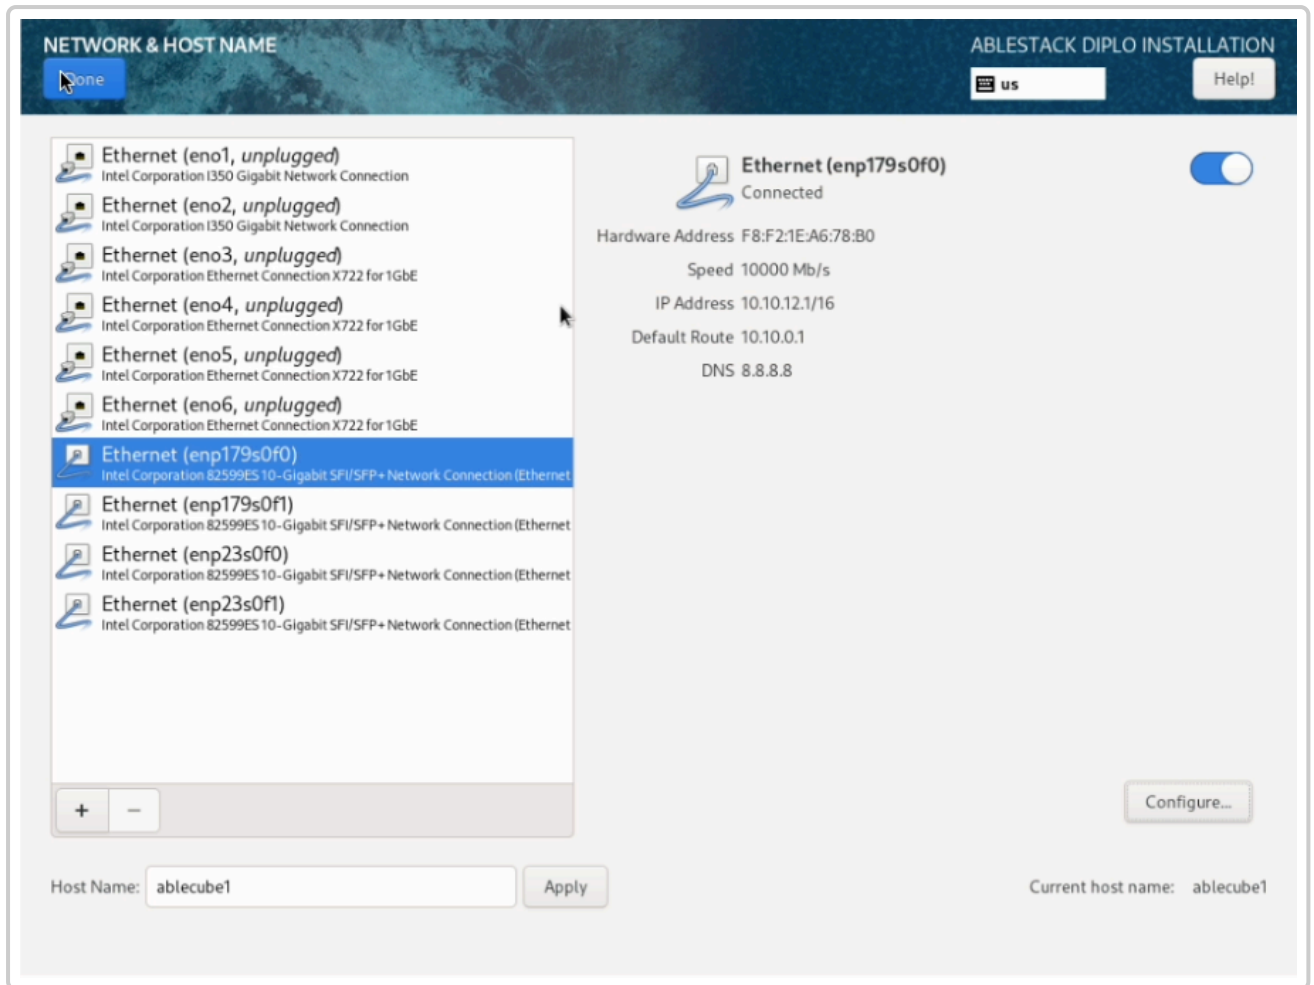 NETWORK & HOST NAME
ABLESTACK DIPLO INSTALLATION
Done
us
Help!
Ethernet (eno1, unplugged)
Intel Corporation I350 Gigabit Network Connection
Ethernet (eno2, unplugged)
Intel Corporation I350 Gigabit Network Connection
Ethernet (eno3, unplugged)
Intel Corporation Ethernet Connection X722 for 1GbE
Ethernet (eno4, unplugged)
Intel Corporation Ethernet Connection X722 for 1GbE
Ethernet (eno5, unplugged)
Intel Corporation Ethernet Connection X722 for 1GbE
Ethernet (eno6, unplugged)
Intel Corporation Ethernet Connection X722 for 1GbE
Ethernet (enp179s0f0)
Intel Corporation 82599ES 10-Gigabit SFI/SFP+ Network Connection (Ethernet
Ethernet (enp179s0f1)
Intel Corporation 82599ES 10-Gigabit SFI/SFP+ Network Connection (Ethernet
Ethernet (enp23s0f0)
Intel Corporation 82599ES 10-Gigabit SFI/SFP+ Network Connection (Ethernet
Ethernet (enp23s0f1)
Intel Corporation 82599ES 10-Gigabit SFI/SFP+ Network Connection (Ethernet
+ −
Ethernet (enp179s0f0)
Connected
Hardware Address F8:F2:1E:A6:78:B0
Speed 10000 Mb/s
IP Address 10.10.12.1/16
Default Route 10.10.0.1
DNS 8.8.8.8
Configure...
Host Name: ablecube1 Apply
Current host name: ablecube1